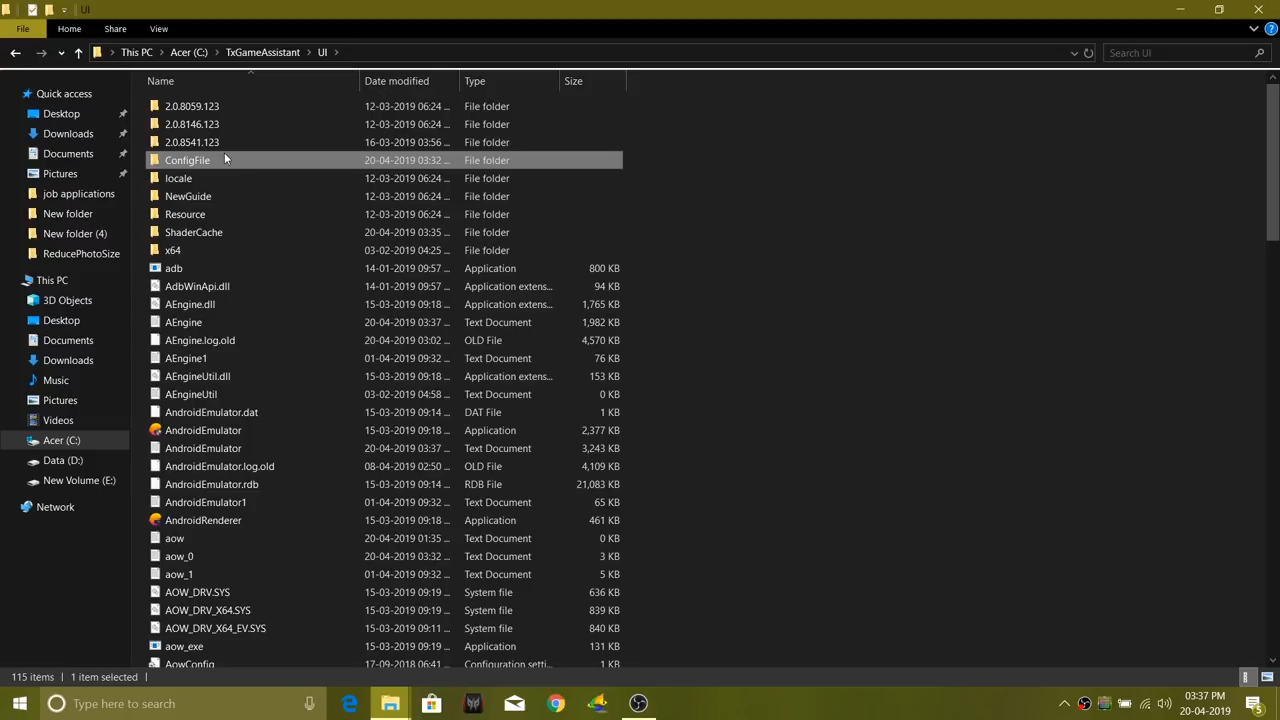 UI
File Home Share View
This PC Acer (C:) TxGameAssistant UI Search UI
Name Date modified Type Size
Quick access
Desktop
Downloads
Documents
Pictures
job applications
New folder
New folder (4)
ReducePhotoSize
This PC
3D Objects
Desktop
Documents
Downloads
Music
Pictures
Videos
Acer (C:)
Data (D:)
New Volume (E:)
Network
2.0.8059.123 12-03-2019 06:24 ... File folder
2.0.8146.123 12-03-2019 06:24 ... File folder
2.0.8541.123 16-03-2019 03:56 ... File folder
ConfigFile 20-04-2019 03:32 ... File folder
locale 12-03-2019 06:24 ... File folder
NewGuide 12-03-2019 06:24 ... File folder
Resource 12-03-2019 06:24 ... File folder
ShaderCache 20-04-2019 03:35 ... File folder
x64 03-02-2019 04:25 ... File folder
adb 14-01-2019 09:57 ... Application 800 KB
AdbWinApi.dll 14-01-2019 09:57 ... Application extens... 94 KB
AEngine.dll 15-03-2019 09:18 ... Application extens... 1,765 KB
AEngine 20-04-2019 03:37 ... Text Document 1,982 KB
AEngine.log.old 20-04-2019 03:02 ... OLD File 4,570 KB
AEngine1 01-04-2019 09:32 ... Text Document 76 KB
AEngineUtil.dll 15-03-2019 09:18 ... Application extens... 153 KB
AEngineUtil 03-02-2019 04:58 ... Text Document 0 KB
AndroidEmulator.dat 15-03-2019 09:14 ... DAT File 1 KB
AndroidEmulator 15-03-2019 09:18 ... Application 2,377 KB
AndroidEmulator 20-04-2019 03:37 ... Text Document 3,243 KB
AndroidEmulator.log.old 08-04-2019 02:50 ... OLD File 4,109 KB
AndroidEmulator.rdb 15-03-2019 09:14 ... RDB File 21,083 KB
AndroidEmulator1 01-04-2019 09:32 ... Text Document 65 KB
AndroidRenderer 15-03-2019 09:18 ... Application 461 KB
aow 20-04-2019 01:35 ... Text Document 0 KB
aow_0 20-04-2019 03:32 ... Text Document 3 KB
aow_1 01-04-2019 09:32 ... Text Document 5 KB
AOW_DRV.SYS 15-03-2019 09:19 ... System file 636 KB
AOW_DRV_X64.SYS 15-03-2019 09:19 ... System file 839 KB
AOW_DRV_X64_EV.SYS 15-03-2019 09:11 ... System file 840 KB
aow_exe 15-03-2019 09:19 ... Application 131 KB
AowConfig 17-09-2018 06:41 ... Configuration setti... 1 KB
115 items 1 item selected
Type here to search
03:37 PM
20-04-2019
5